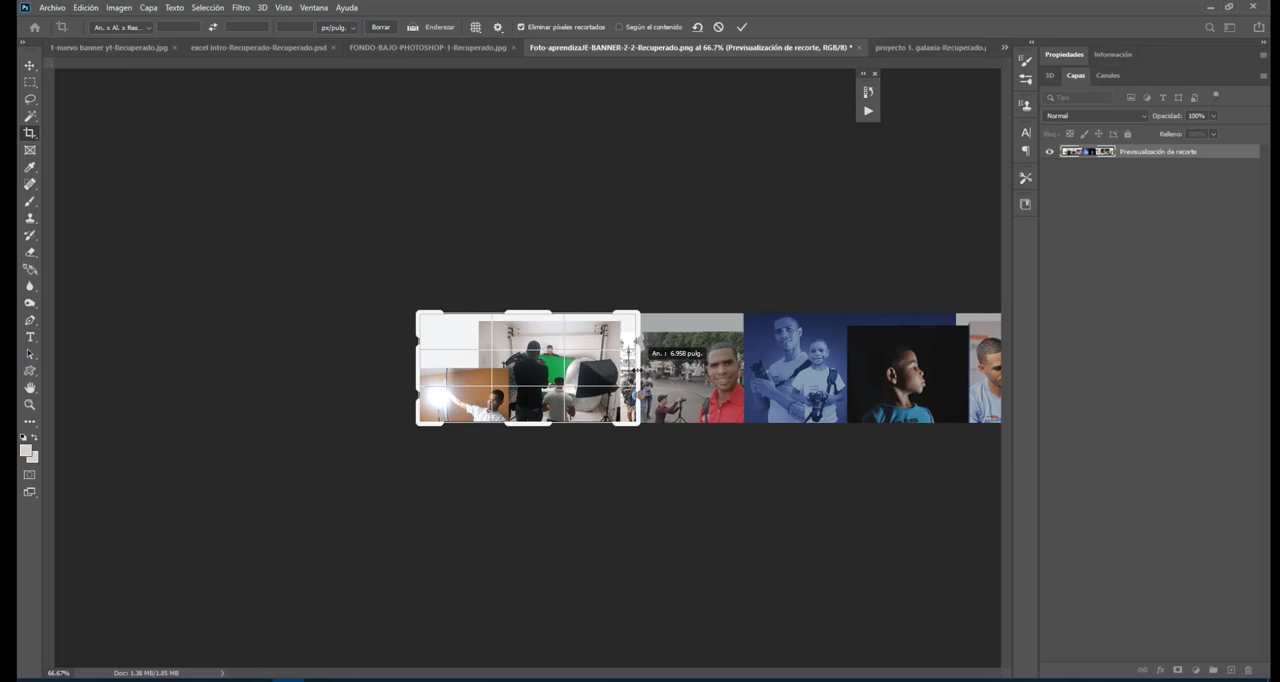 Ps Archivo Edición Imagen Capa Texto Selección Filtro 3D Vista Ventana Ayuda
An. x Al. x Res... px/pulg. Borrar Enderezar Eliminar píxeles recortados Según el contenido
1-nuevo banner yt-Recuperado.jpg × excel intro-Recuperado-Recuperado.psd × FONDO-BAJO-PHOTOSHOP-1-Recuperado.jpg × Foto-aprendizaJE-BANNER-2-2-Recuperado.png al 66.7% (Previsualización de recorte, RGB/8) * × proyecto 1. galaxia-Recuperado.p
Propiedades Información
3D Capas Canales
Tipo
Normal Opacidad: 100%
Bloq.: Relleno: 100%
Previsualización de recorte
An. : 6.958 pulg.
66.67% Doc: 1.38 MB/1.85 MB